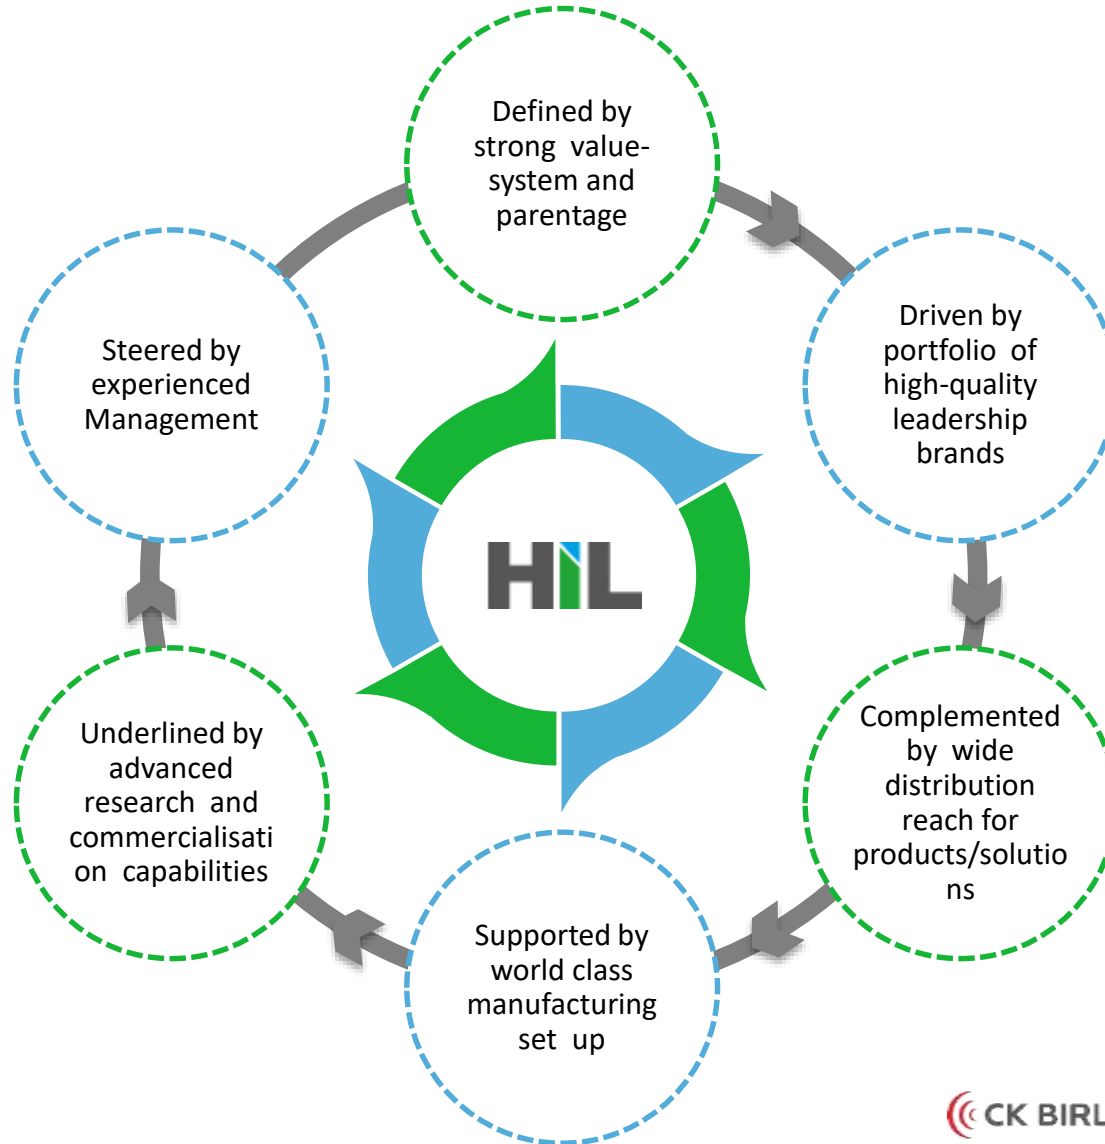 Defined by
strong value-
system and
parentage
Driven by
portfolio of
high-quality
leadership
brands
Complemented
by wide
distribution
reach for
products/solutio
ns
Supported by
world class
manufacturing
set up
Underlined by
advanced
research and
commercialisati
on capabilities
Steered by
experienced
Management
HIL
CK BIRL